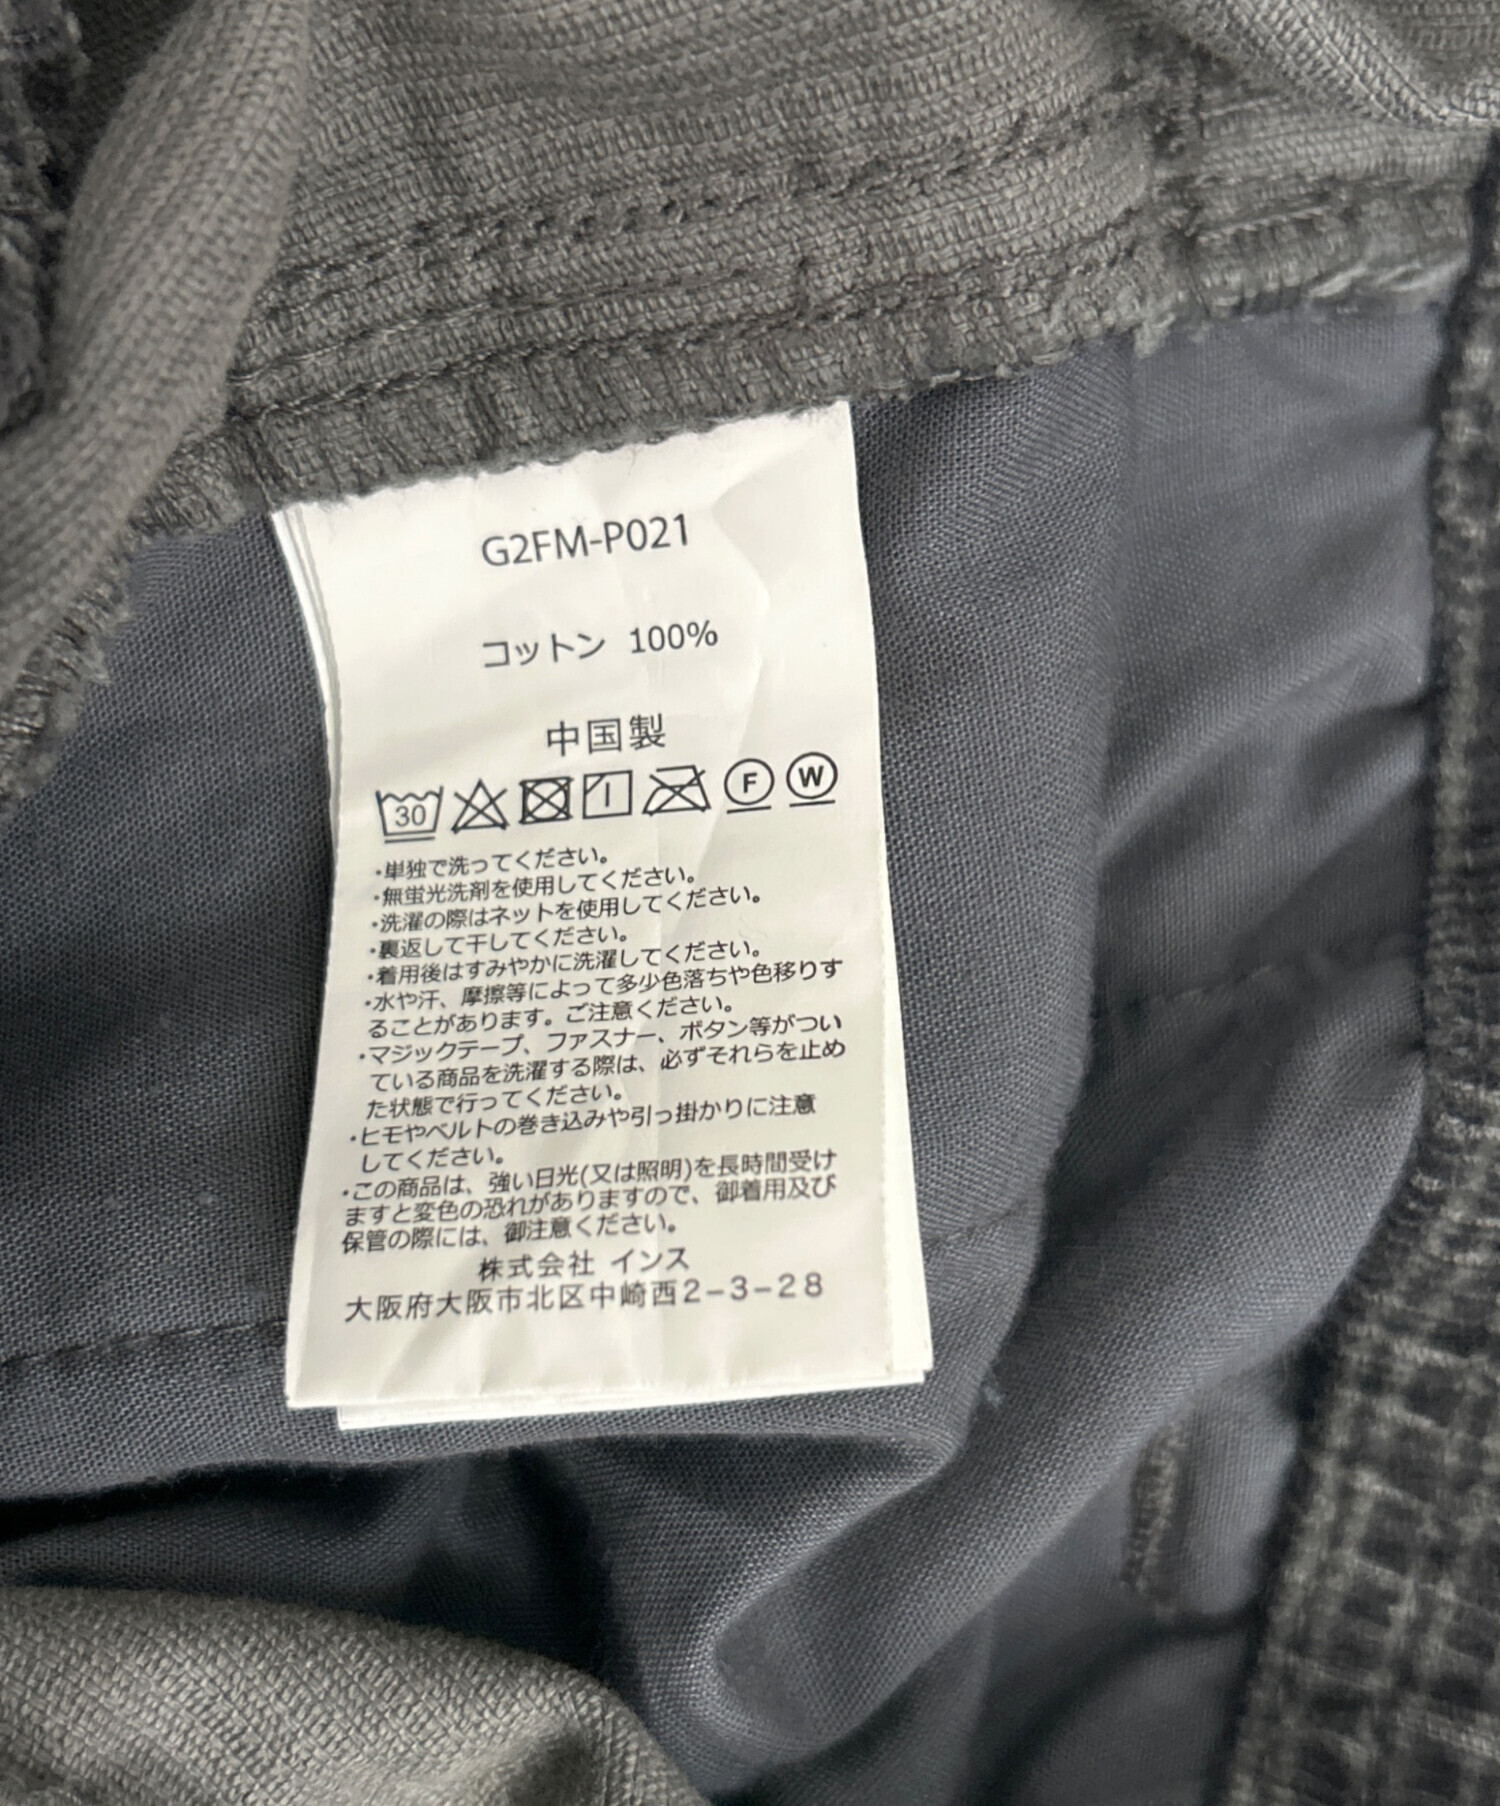 G2FM-P021
コットン 100%
中国製
30 F W
・単独で洗ってください。
・無蛍光洗剤を使用してください。
・洗濯の際はネットを使用してください。
・裏返して干してください。
・着用後はすみやかに洗濯してください。
・水や汗、摩擦等によって多少色落ちや色移りす
ることがあります。ご注意ください。
・マジックテープ、ファスナー、ボタン等がつい
ている商品を洗濯する際は、必ずそれらを止め
た状態で行ってください。
・ヒモやベルトの巻き込みや引っ掛かりに注意
してください。
・この商品は、強い日光(又は照明)を長時間受け
ますと変色の恐れがありますので、御着用及び
保管の際には、御注意ください。
株式会社 インス
大阪府大阪市北区中崎西2-3-28